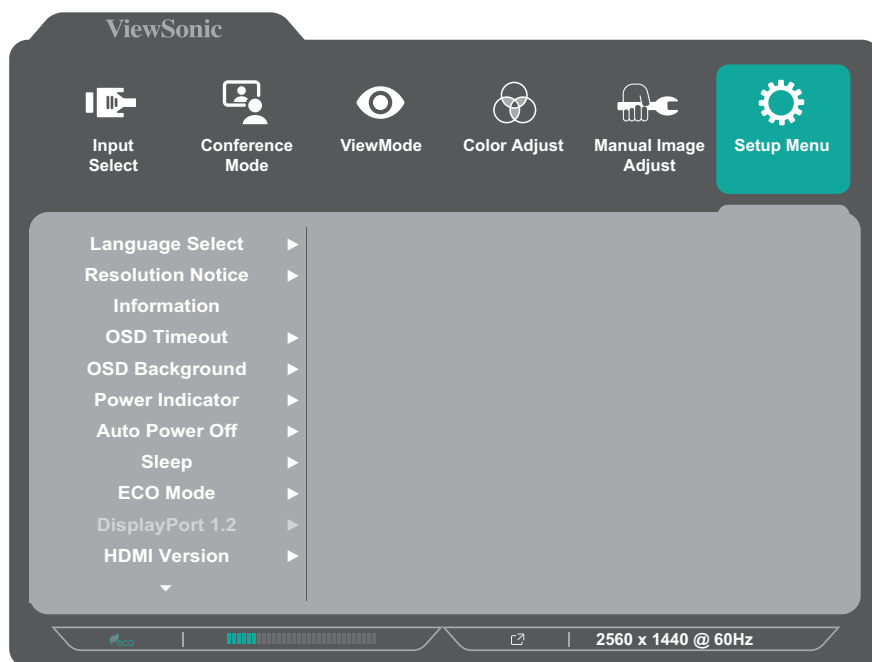 ViewSonic
Input
Select
Conference
Mode
ViewMode
Color Adjust
Manual Image
Adjust
Setup Menu
Language Select
Resolution Notice
Information
OSD Timeout
OSD Background
Power Indicator
Auto Power Off
Sleep
ECO Mode
DisplayPort 1.2
HDMI Version
eco
2560 x 1440 @ 60Hz